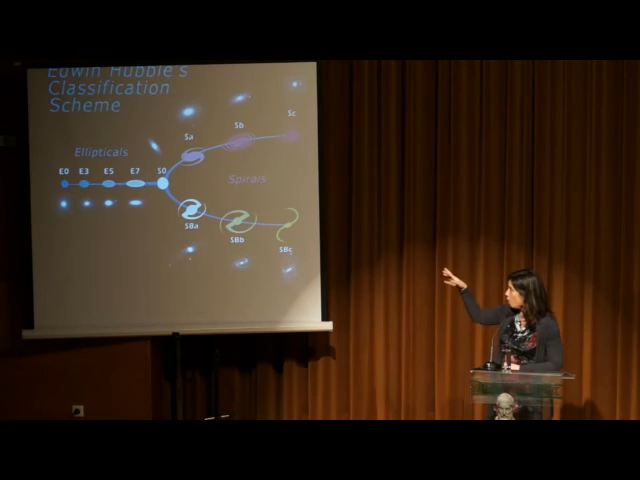 Edwin Hubble's
Classification
Scheme
Ellipticals
E0 E3 E5 E7 S0
Sa
Sb
Sc
Spirals
SBa
SBb
SBc